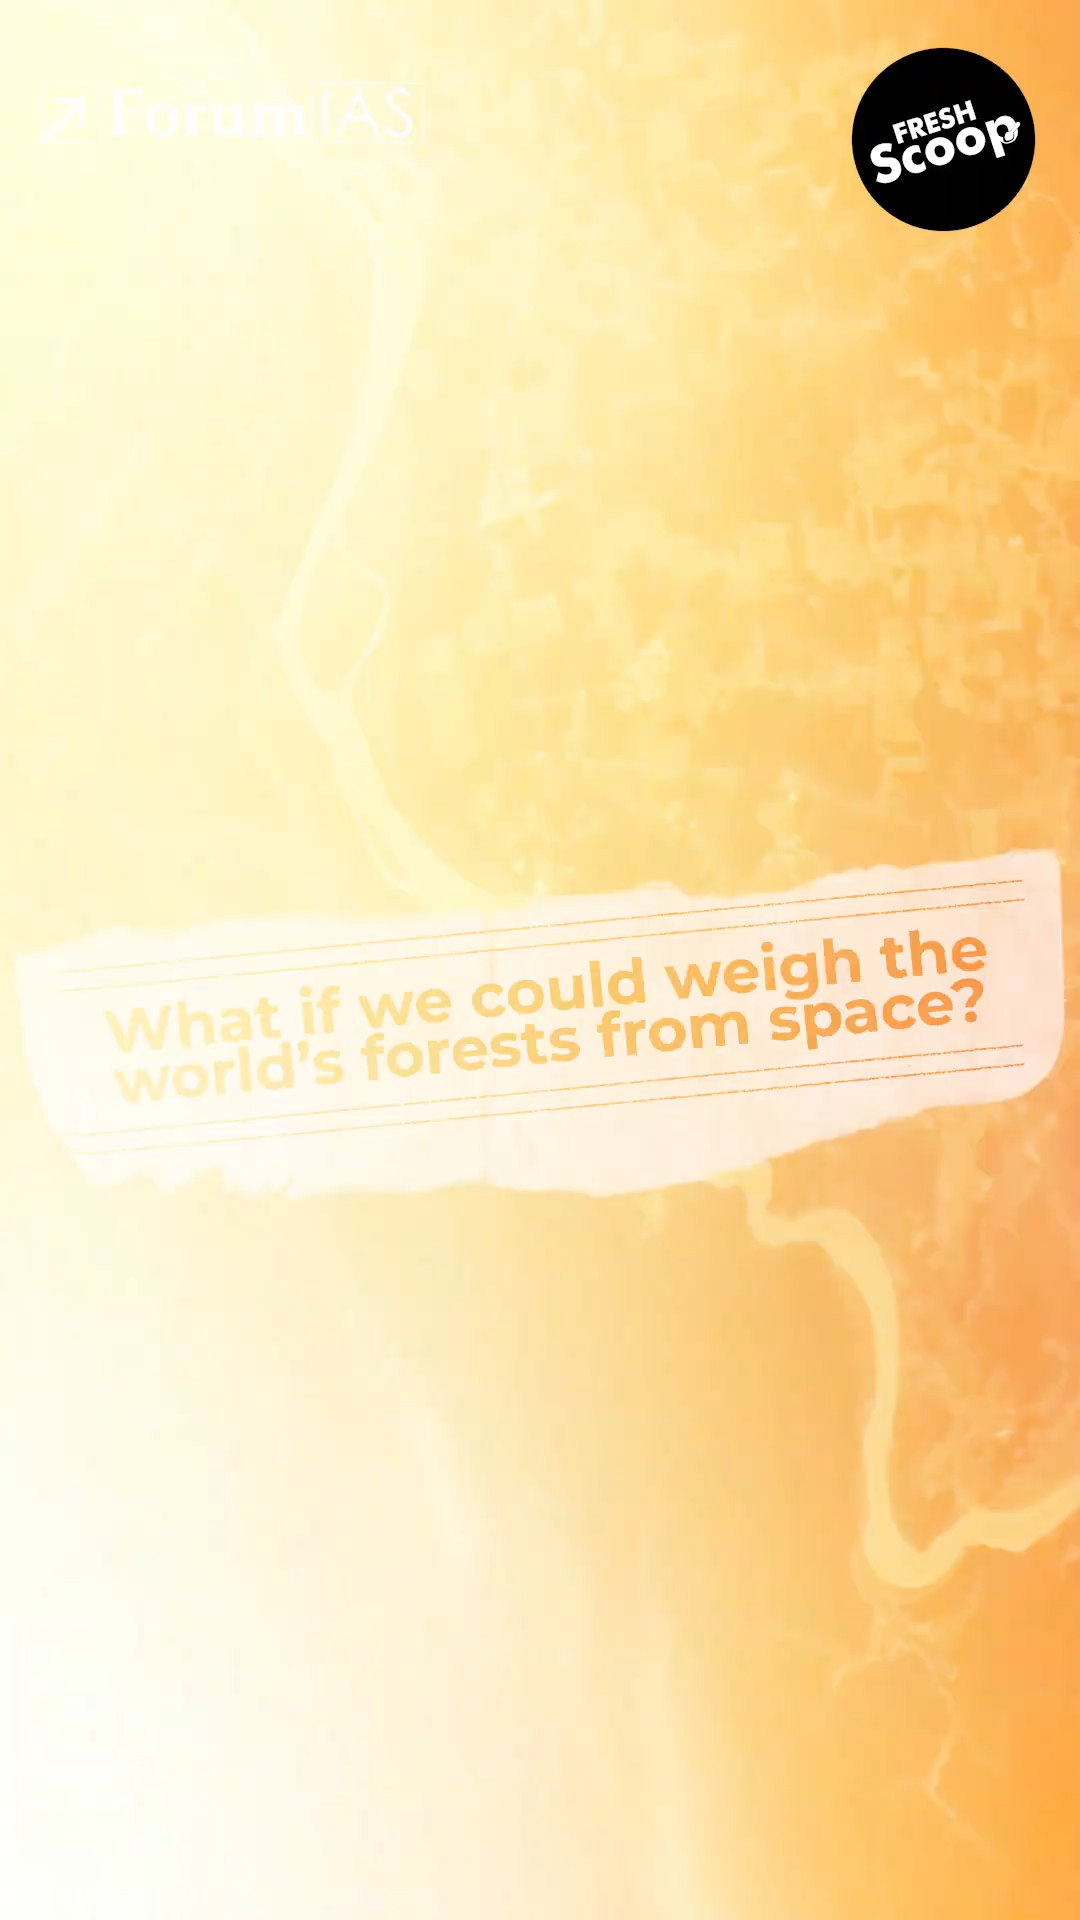 Forum|IAS
FRESH
Scoop
What if we could weigh the
world's forests from space?